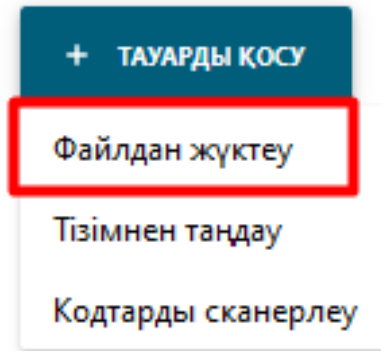 + ТАУАРДЫ ҚОСУ
Файлдан жүктеу
Тізімнен таңдау
Кодтарды сканерлеу